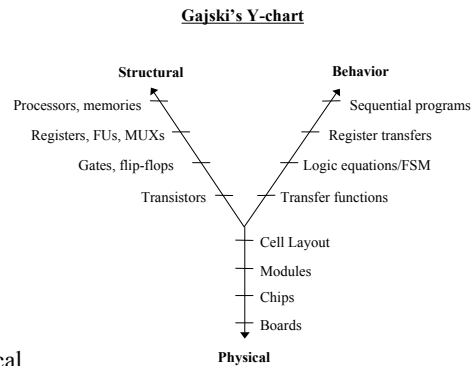 Gajski's Y-chart
Structural
Behavior
Processors, memories
Sequential programs
Registers, FUs, MUXs
Register transfers
Gates, flip-flops
Logic equations/FSM
Transistors
Transfer functions
Cell Layout
Modules
Chips
Boards
Physical